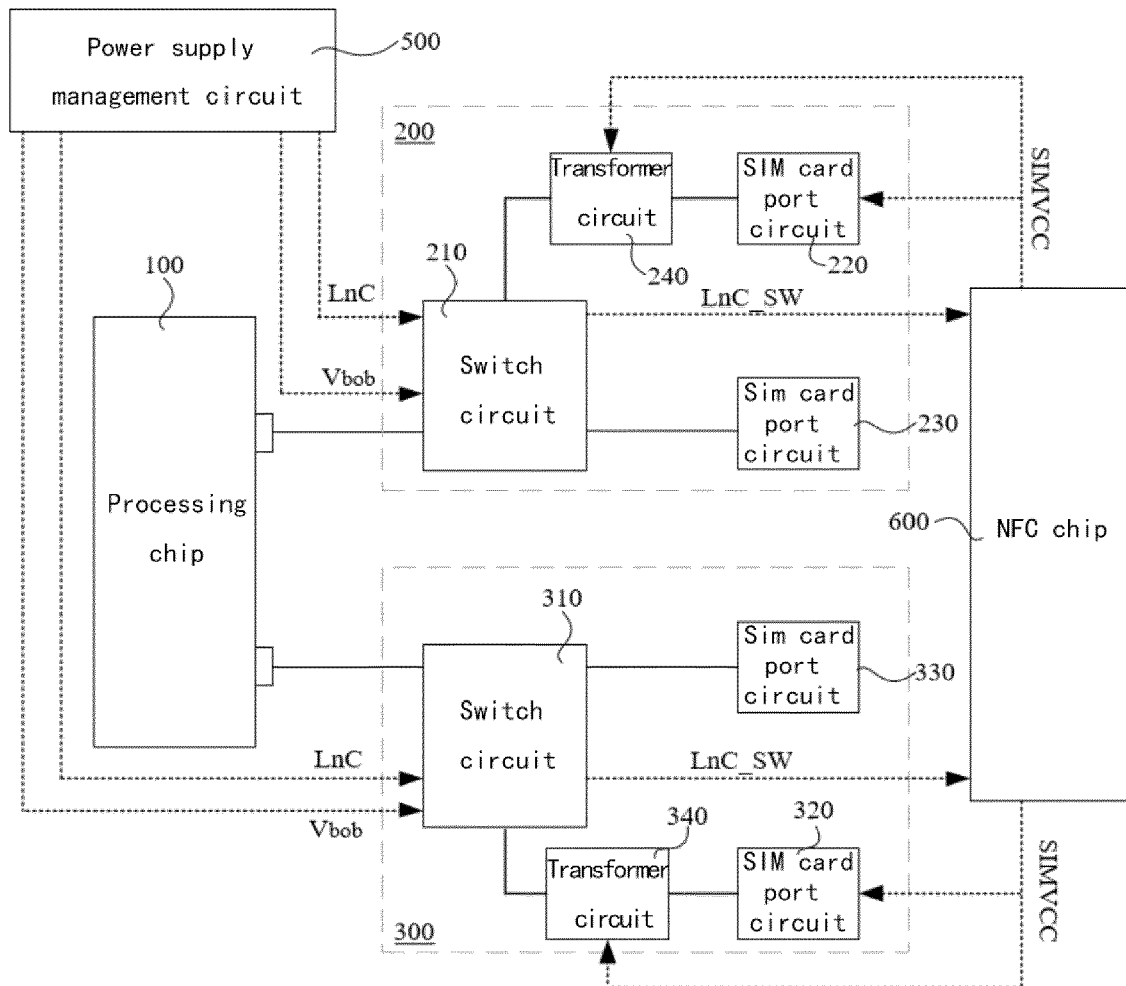 Power supply
management circuit
500
200
Transformer
circuit
240
SIM card
port
circuit
220
SIMVCC
100
210
LnC
LnC_SW
Vbob
Switch
circuit
Sim card
port
circuit
230
Processing
chip
600
NFC chip
310
Sim card
port
circuit
330
Switch
circuit
LnC
LnC_SW
Vbob
340
320
Transformer
circuit
SIM card
port
circuit
SIMVCC
300